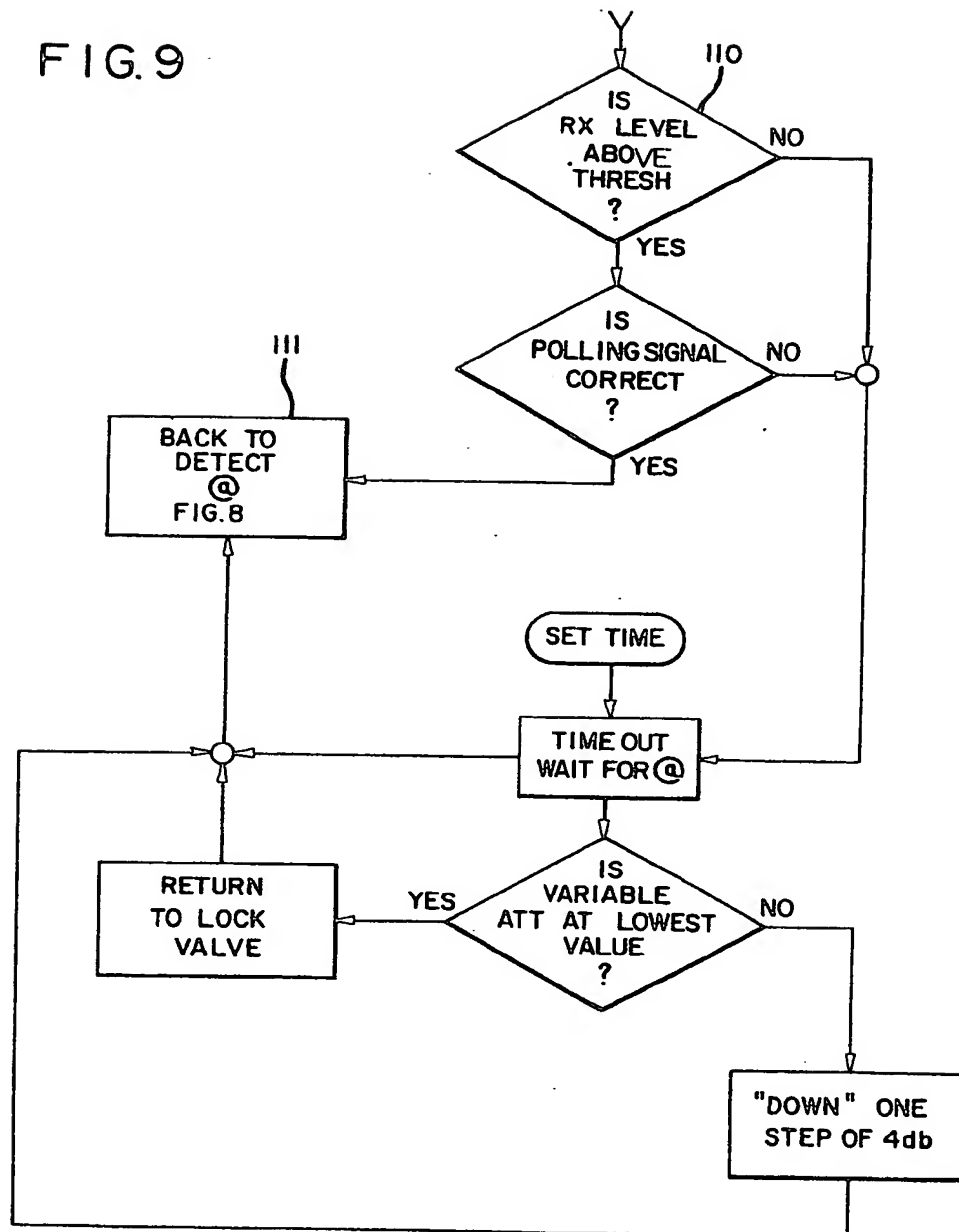 FIG. 9
Y
110
IS
RX LEVEL
ABOVE
THRESH
?
NO
YES
IS
POLLING SIGNAL
CORRECT
?
NO
YES
111
BACK TO
DETECT
@
FIG. 8
SET TIME
TIME OUT
WAIT FOR @
IS
VARIABLE
ATT AT LOWEST
VALUE
?
YES
NO
RETURN
TO LOCK
VALVE
"DOWN" ONE
STEP OF 4db